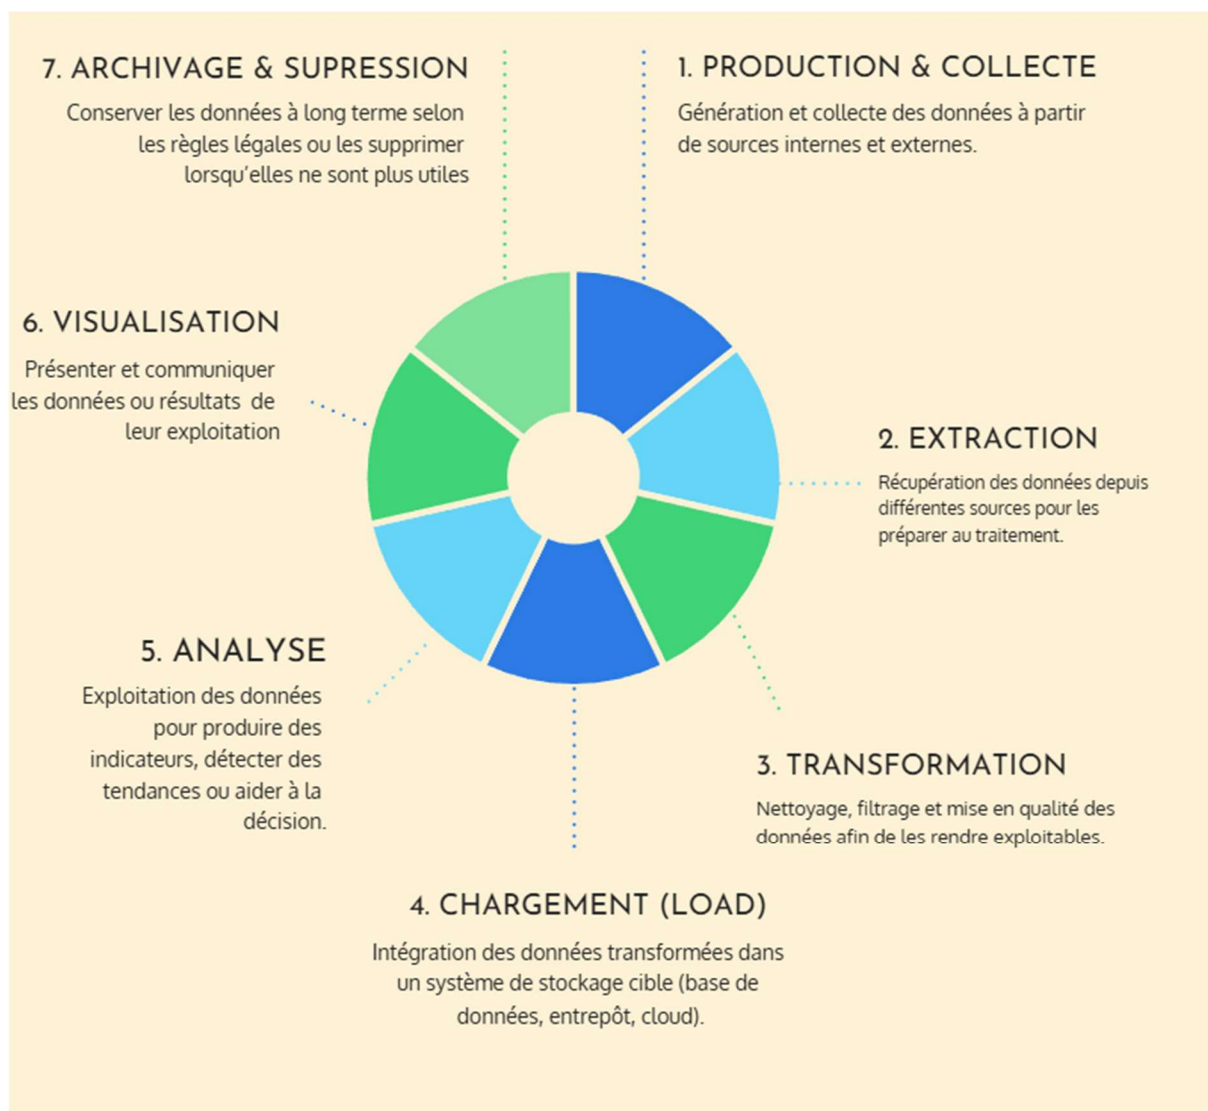 7. ARCHIVAGE & SUPRESSION
Conserver les données à long terme selon
les règles légales ou les supprimer
lorsqu'elles ne sont plus utiles
1. PRODUCTION & COLLECTE
Génération et collecte des données à partir
de sources internes et externes.
6. VISUALISATION
Présenter et communiquer
les données ou résultats de
leur exploitation
2. EXTRACTION
Récupération des données depuis
différentes sources pour les
préparer au traitement.
5. ANALYSE
Exploitation des données
pour produire des
indicateurs, détecter des
tendances ou aider à la
décision.
3. TRANSFORMATION
Nettoyage, filtrage et mise en qualité des
données afin de les rendre exploitables.
4. CHARGEMENT (LOAD)
Intégration des données transformées dans
un système de stockage cible (base de
données, entrepôt, cloud).